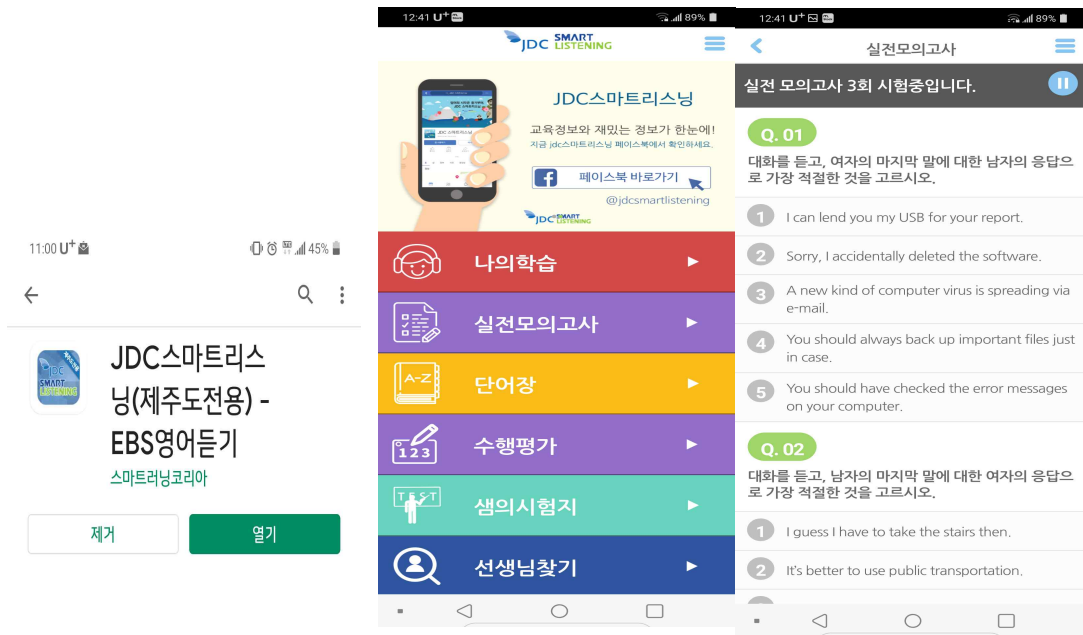 11:00 U+
45%
JDC스마트리스
닝(제주도전용) -
EBS영어듣기
스마트러닝코리아
제거
열기
JDC
SMART
LISTENING
12:41 U+
89%
JDC SMART
LISTENING
JDC스마트리스닝
교육정보와 재밌는 정보가 한눈에!
지금 jdc스마트리스닝 페이스북에서 확인하세요.
페이스북 바로가기
@jdcsmartlistening
JDC SMART
LISTENING
나의학습
실전모의고사
A-Z
단어장
123
수행평가
TEST
샘의시험지
선생님찾기
12:41 U+
89%
실전모의고사
실전 모의고사 3회 시험중입니다.
Q. 01
대화를 듣고, 여자의 마지막 말에 대한 남자의 응답으
로 가장 적절한 것을 고르시오.
1 I can lend you my USB for your report.
2 Sorry, I accidentally deleted the software.
3 A new kind of computer virus is spreading via
e-mail.
4 You should always back up important files just
in case.
5 You should have checked the error messages
on your computer.
Q. 02
대화를 듣고, 남자의 마지막 말에 대한 여자의 응답으
로 가장 적절한 것을 고르시오.
1 I guess I have to take the stairs then.
2 It's better to use public transportation.